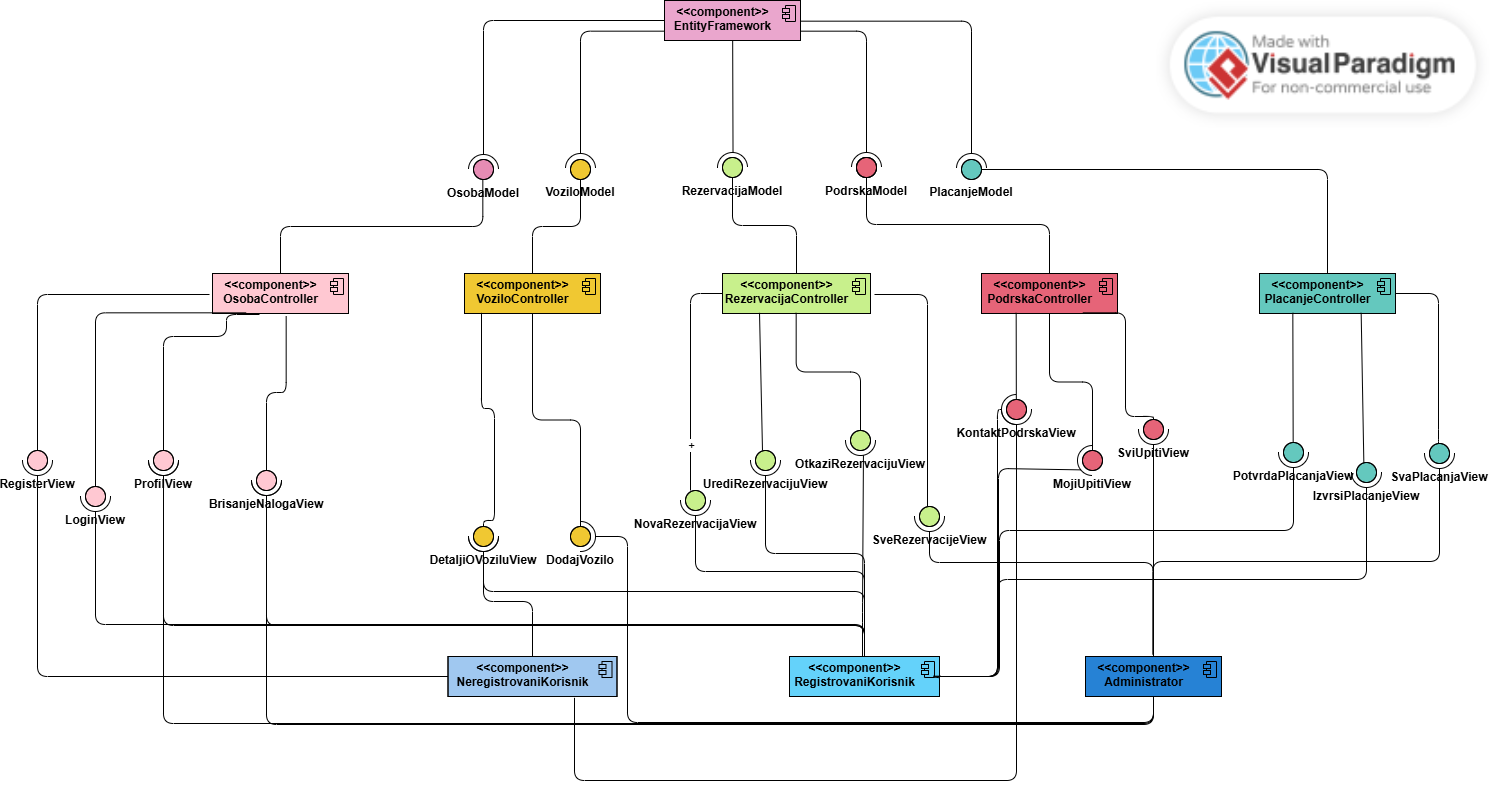 <<component>>
EntityFramework
Made with
VisualParadigm
For non-commercial use
OsobaModel
VoziloModel
RezervacijaModel
PodrskaModel
PlacanjeModel
<<component>>
OsobaController
<<component>>
VoziloController
<<component>>
RezervacijaController
<<component>>
PodrskaController
<<component>>
PlacanjeController
+
RegisterView
LoginView
ProfilView
BrisanjeNalogaView
DetaljiOVoziluView
DodajVozilo
NovaRezervacijaView
UrediRezervacijuView
OtkaziRezervacijuView
SveRezervacijeView
KontaktPodrskaView
MojiUpitiView
SviUpitiView
PotvrdaPlacanjaView
IzvrsiPlacanjeView
SvaPlacanjaView
<<component>>
NeregistrovaniKorisnik
<<component>>
RegistrovaniKorisnik
<<component>>
Administrator